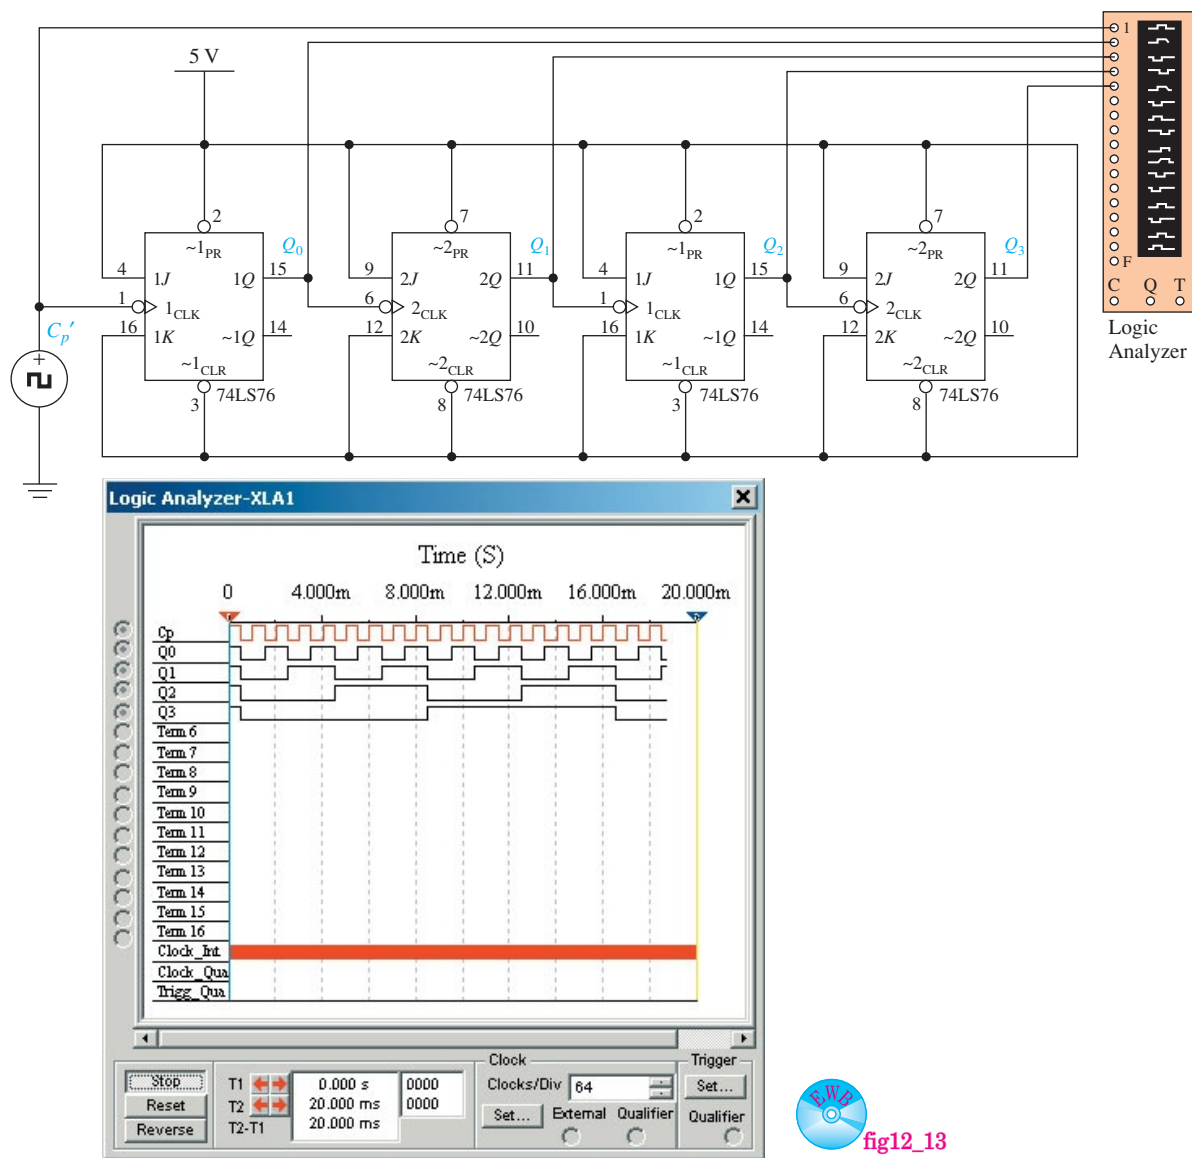 5 V
1
F
C Q T
Logic
Analyzer
2 7 2 7
~1PR ~2PR ~1PR ~2PR
Q0 Q1 Q2 Q3
4 1J 1Q 15 9 2J 2Q 11 4 1J 1Q 15 9 2J 2Q 11
1 1CLK 6 2CLK 1 1CLK 6 2CLK
Cp'
16 1K ~1Q 14 12 2K ~2Q 10 16 1K ~1Q 14 12 2K ~2Q 10
~1CLR ~2CLR ~1CLR ~2CLR
3 74LS76 8 74LS76 3 74LS76 8 74LS76
+
Logic Analyzer-XLA1
Time (S)
0 4.000m 8.000m 12.000m 16.000m 20.000m
Cp
Q0
Q1
Q2
Q3
Term 6
Term 7
Term 8
Term 9
Term 10
Term 11
Term 12
Term 13
Term 14
Term 15
Term 16
Clock_Int
Clock_Qua
Trigg_Qua
Stop
Reset
Reverse
T1 0.000 s 0000
T2 20.000 ms 0000
T2-T1 20.000 ms
Clock
Clocks/Div 64
Set... External Qualifier
Trigger
Set...
Qualifier
EWB
fig12_13